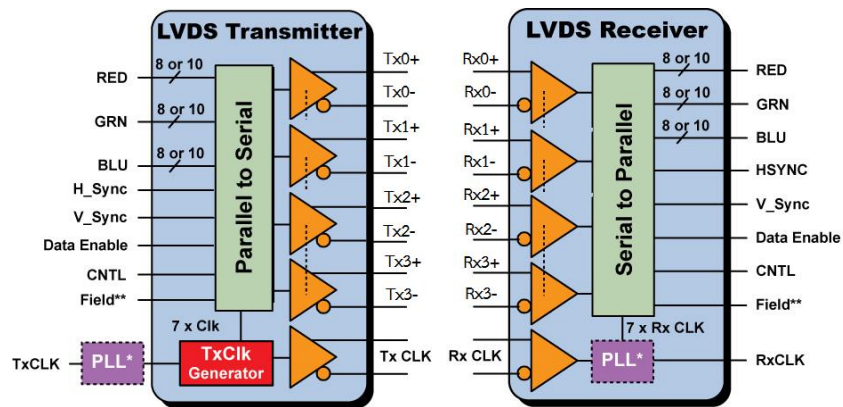 LVDS Transmitter
RED
8 or 10
GRN
8 or 10
BLU
8 or 10
H_Sync
V_Sync
Data Enable
CNTL
Field**
TxCLK
PLL*
Parallel to Serial
7 x Clk
TxClk
Generator
Tx0+
Tx0-
Tx1+
Tx1-
Tx2+
Tx2-
Tx3+
Tx3-
Tx CLK
LVDS Receiver
Rx0+
Rx0-
Rx1+
Rx1-
Rx2+
Rx2-
Rx3+
Rx3-
Rx CLK
Serial to Parallel
7 x Rx CLK
PLL*
8 or 10
RED
8 or 10
GRN
8 or 10
BLU
HSYNC
V_Sync
Data Enable
CNTL
Field**
RxCLK